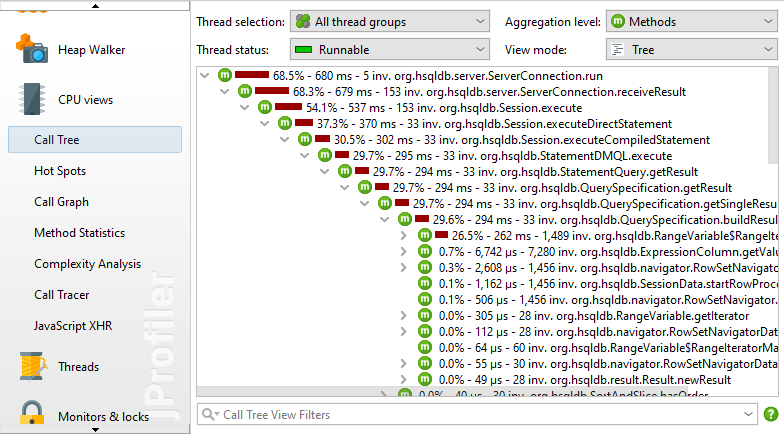 Thread selection: All thread groups Aggregation level: Methods
Thread status: Runnable View mode: Tree
Heap Walker
CPU views
Call Tree
Hot Spots
Call Graph
Method Statistics
Complexity Analysis
Call Tracer
JavaScript XHR
Threads
Monitors & locks
JProfiler
68.5% - 680 ms - 5 inv. org.hsqldb.server.ServerConnection.run
68.3% - 679 ms - 153 inv. org.hsqldb.server.ServerConnection.receiveResult
54.1% - 537 ms - 153 inv. org.hsqldb.Session.execute
37.3% - 370 ms - 33 inv. org.hsqldb.Session.executeDirectStatement
30.5% - 302 ms - 33 inv. org.hsqldb.Session.executeCompiledStatement
29.7% - 295 ms - 33 inv. org.hsqldb.StatementDMQL.execute
29.7% - 294 ms - 33 inv. org.hsqldb.StatementQuery.getResult
29.7% - 294 ms - 33 inv. org.hsqldb.QuerySpecification.getResult
29.7% - 294 ms - 33 inv. org.hsqldb.QuerySpecification.getSingleResu
29.6% - 294 ms - 33 inv. org.hsqldb.QuerySpecification.buildResul
26.5% - 262 ms - 1,489 inv. org.hsqldb.RangeVariable$RangeItera
0.7% - 6,742 µs - 7,280 inv. org.hsqldb.ExpressionColumn.getValu
0.3% - 2,608 µs - 1,456 inv. org.hsqldb.navigator.RowSetNavigato
0.1% - 1,162 µs - 1,456 inv. org.hsqldb.SessionData.startRowProce
0.1% - 506 µs - 1,456 inv. org.hsqldb.navigator.RowSetNavigator.
0.0% - 305 µs - 28 inv. org.hsqldb.RangeVariable.getIterator
0.0% - 112 µs - 28 inv. org.hsqldb.navigator.RowSetNavigatorDat
0.0% - 64 µs - 60 inv. org.hsqldb.RangeVariable$RangeIteratorMa
0.0% - 55 µs - 30 inv. org.hsqldb.navigator.RowSetNavigatorData
0.0% - 49 µs - 28 inv. org.hsqldb.result.Result.newResult
0.0% - 40 µs - 30 inv. org.hsqldb.SortAndSlice.hasOrder
Call Tree View Filters